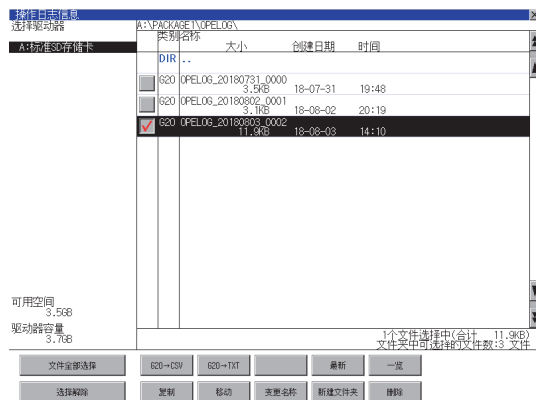 操作日志信息
选择驱动器
A:\PACKAGE1\OPELOG\
A:标准SD存储卡
类别 名称
大小 创建日期 时间
DIR ..
G20 OPELOG_20180731_0000
3.5KB 18-07-31 19:48
G20 OPELOG_20180802_0001
3.1KB 18-08-02 20:19
G20 OPELOG_20180803_0002
11.9KB 18-08-03 14:10
可用空间
3.5GB
驱动器容量
3.7GB
1个文件选择中(合计 11.9KB)
文件夹中可选择的文件数:3 文件
文件全部选择 G20→CSV G20→TXT 最新 一览
选择解除 复制 移动 变更名称 新建文件夹 删除